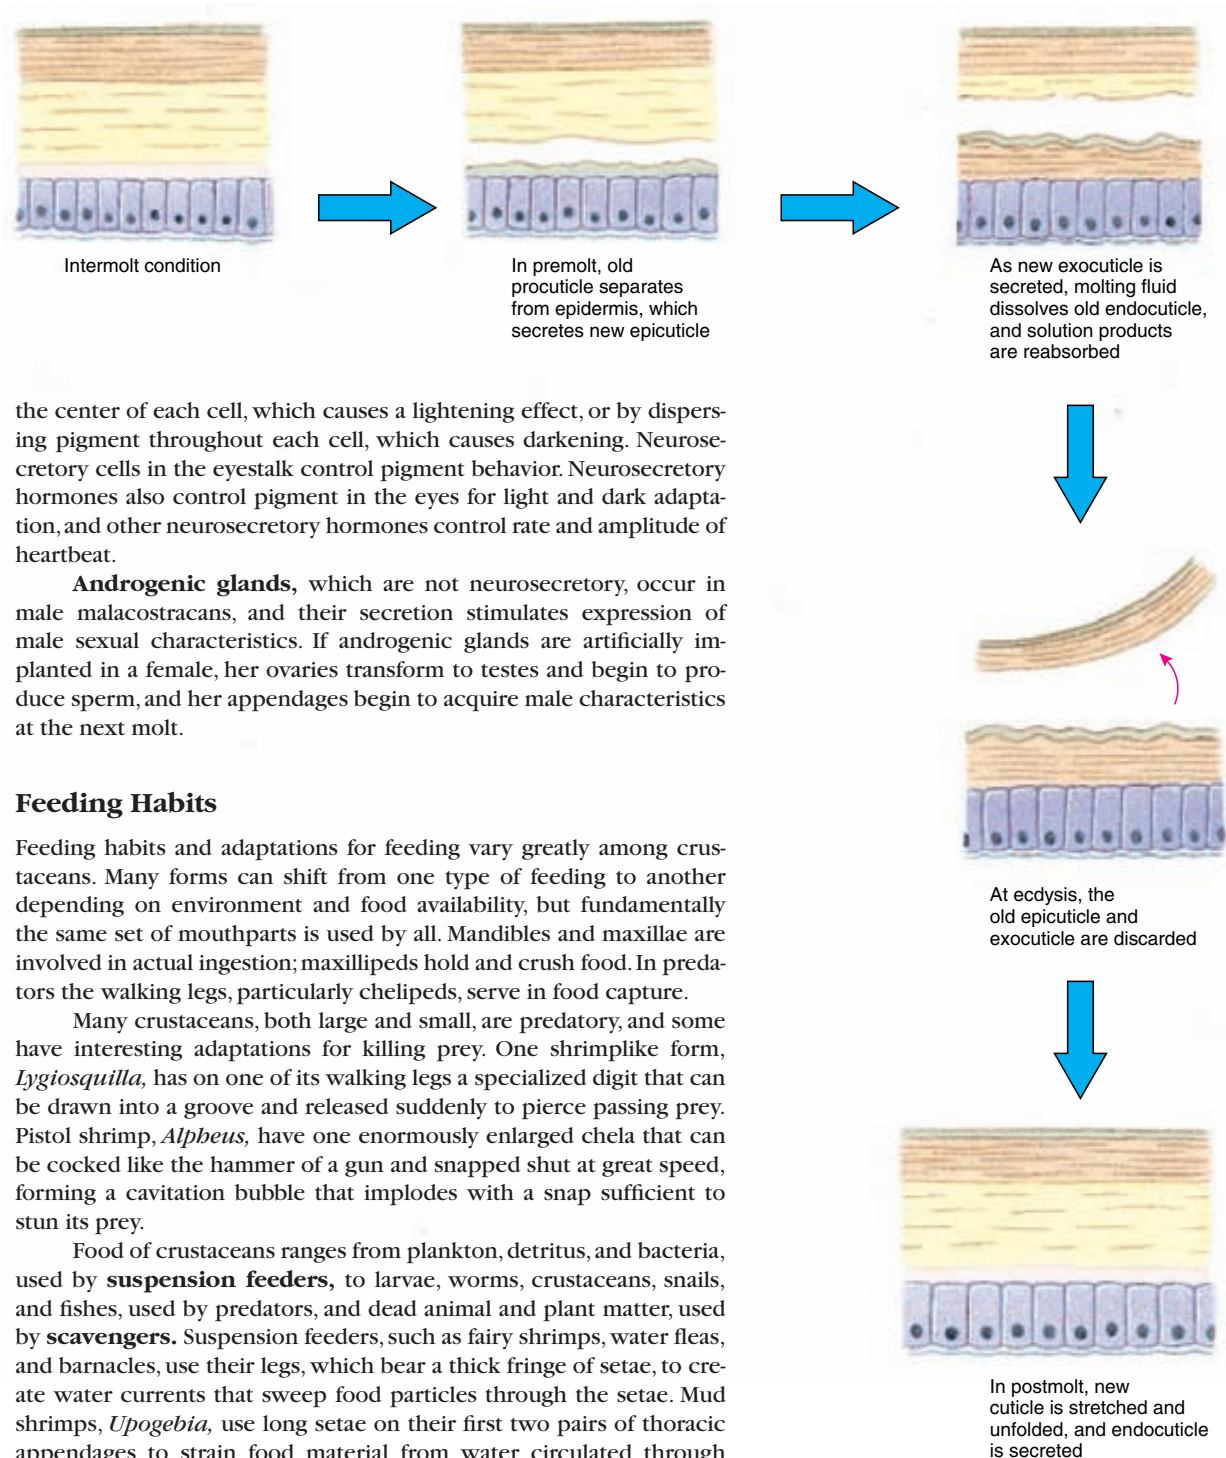 Intermolt condition
In premolt, old
procuticle separates
from epidermis, which
secretes new epicuticle
As new exocuticle is
secreted, molting fluid
dissolves old endocuticle,
and solution products
are reabsorbed
the center of each cell, which causes a lightening effect, or by dispers-
ing pigment throughout each cell, which causes darkening. Neurose-
cretory cells in the eyestalk control pigment behavior. Neurosecretory
hormones also control pigment in the eyes for light and dark adapta-
tion, and other neurosecretory hormones control rate and amplitude of
heartbeat.
Androgenic glands, which are not neurosecretory, occur in
male malacostracans, and their secretion stimulates expression of
male sexual characteristics. If androgenic glands are artificially im-
planted in a female, her ovaries transform to testes and begin to pro-
duce sperm, and her appendages begin to acquire male characteristics
at the next molt.
Feeding Habits
Feeding habits and adaptations for feeding vary greatly among crus-
taceans. Many forms can shift from one type of feeding to another
depending on environment and food availability, but fundamentally
the same set of mouthparts is used by all. Mandibles and maxillae are
involved in actual ingestion; maxillipeds hold and crush food. In preda-
tors the walking legs, particularly chelipeds, serve in food capture.
Many crustaceans, both large and small, are predatory, and some
have interesting adaptations for killing prey. One shrimplike form,
Lygiosquilla, has on one of its walking legs a specialized digit that can
be drawn into a groove and released suddenly to pierce passing prey.
Pistol shrimp, Alpheus, have one enormously enlarged chela that can
be cocked like the hammer of a gun and snapped shut at great speed,
forming a cavitation bubble that implodes with a snap sufficient to
stun its prey.
Food of crustaceans ranges from plankton, detritus, and bacteria,
used by suspension feeders, to larvae, worms, crustaceans, snails,
and fishes, used by predators, and dead animal and plant matter, used
by scavengers. Suspension feeders, such as fairy shrimps, water fleas,
and barnacles, use their legs, which bear a thick fringe of setae, to cre-
ate water currents that sweep food particles through the setae. Mud
shrimps, Upogebia, use long setae on their first two pairs of thoracic
appendages to strain food material from water circulated through
At ecdysis, the
old epicuticle and
exocuticle are discarded
In postmolt, new
cuticle is stretched and
unfolded, and endocuticle
is secreted